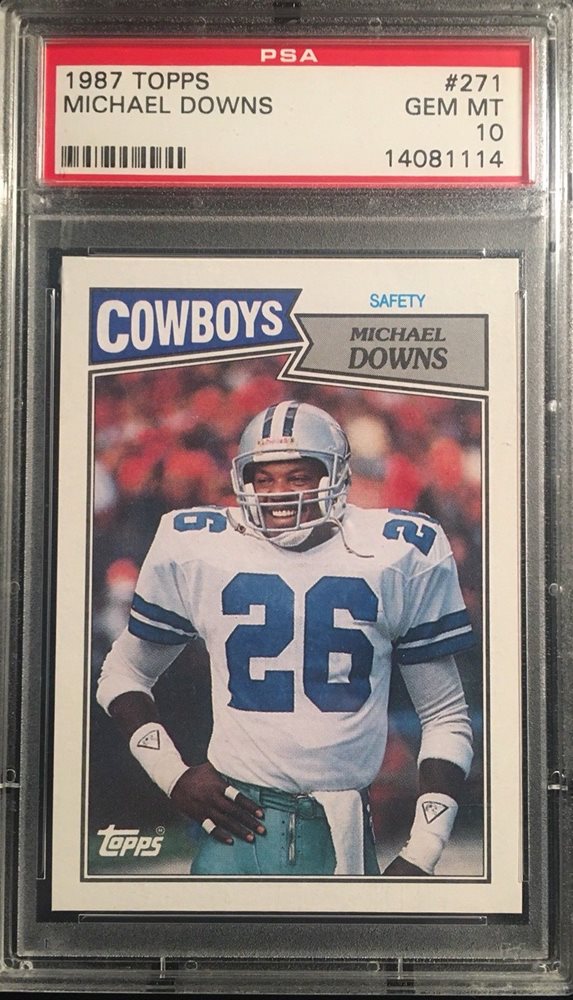 PSA
1987 TOPPS #271
MICHAEL DOWNS GEM MT
10
14081114
SAFETY
COWBOYS
MICHAEL
DOWNS
26 26
26
Topps